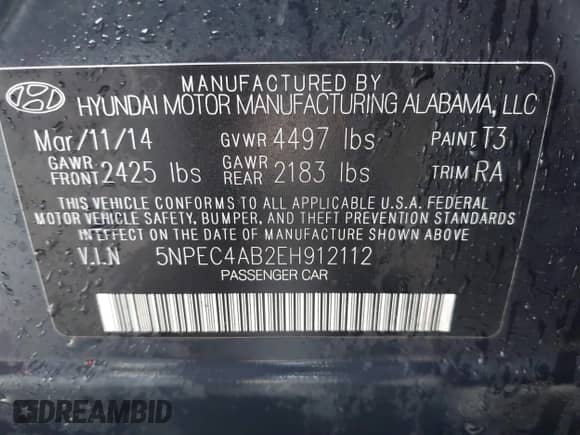 MANUFACTURED BY
HYUNDAI MOTOR MANUFACTURING ALABAMA, LLC
Mar/11/14 GVWR 4497 lbs PAINT T3
GAWR FRONT 2425 lbs GAWR REAR 2183 lbs TRIM RA
THIS VEHICLE CONFORMS TO ALL APPLICABLE U.S.A. FEDERAL
MOTOR VEHICLE SAFETY, BUMPER, AND THEFT PREVENTION STANDARDS
IN EFFECT ON THE DATE OF MANUFACTURE SHOWN ABOVE
V.I.N 5NPEC4AB2EH912112
PASSENGER CAR
DREAMBID